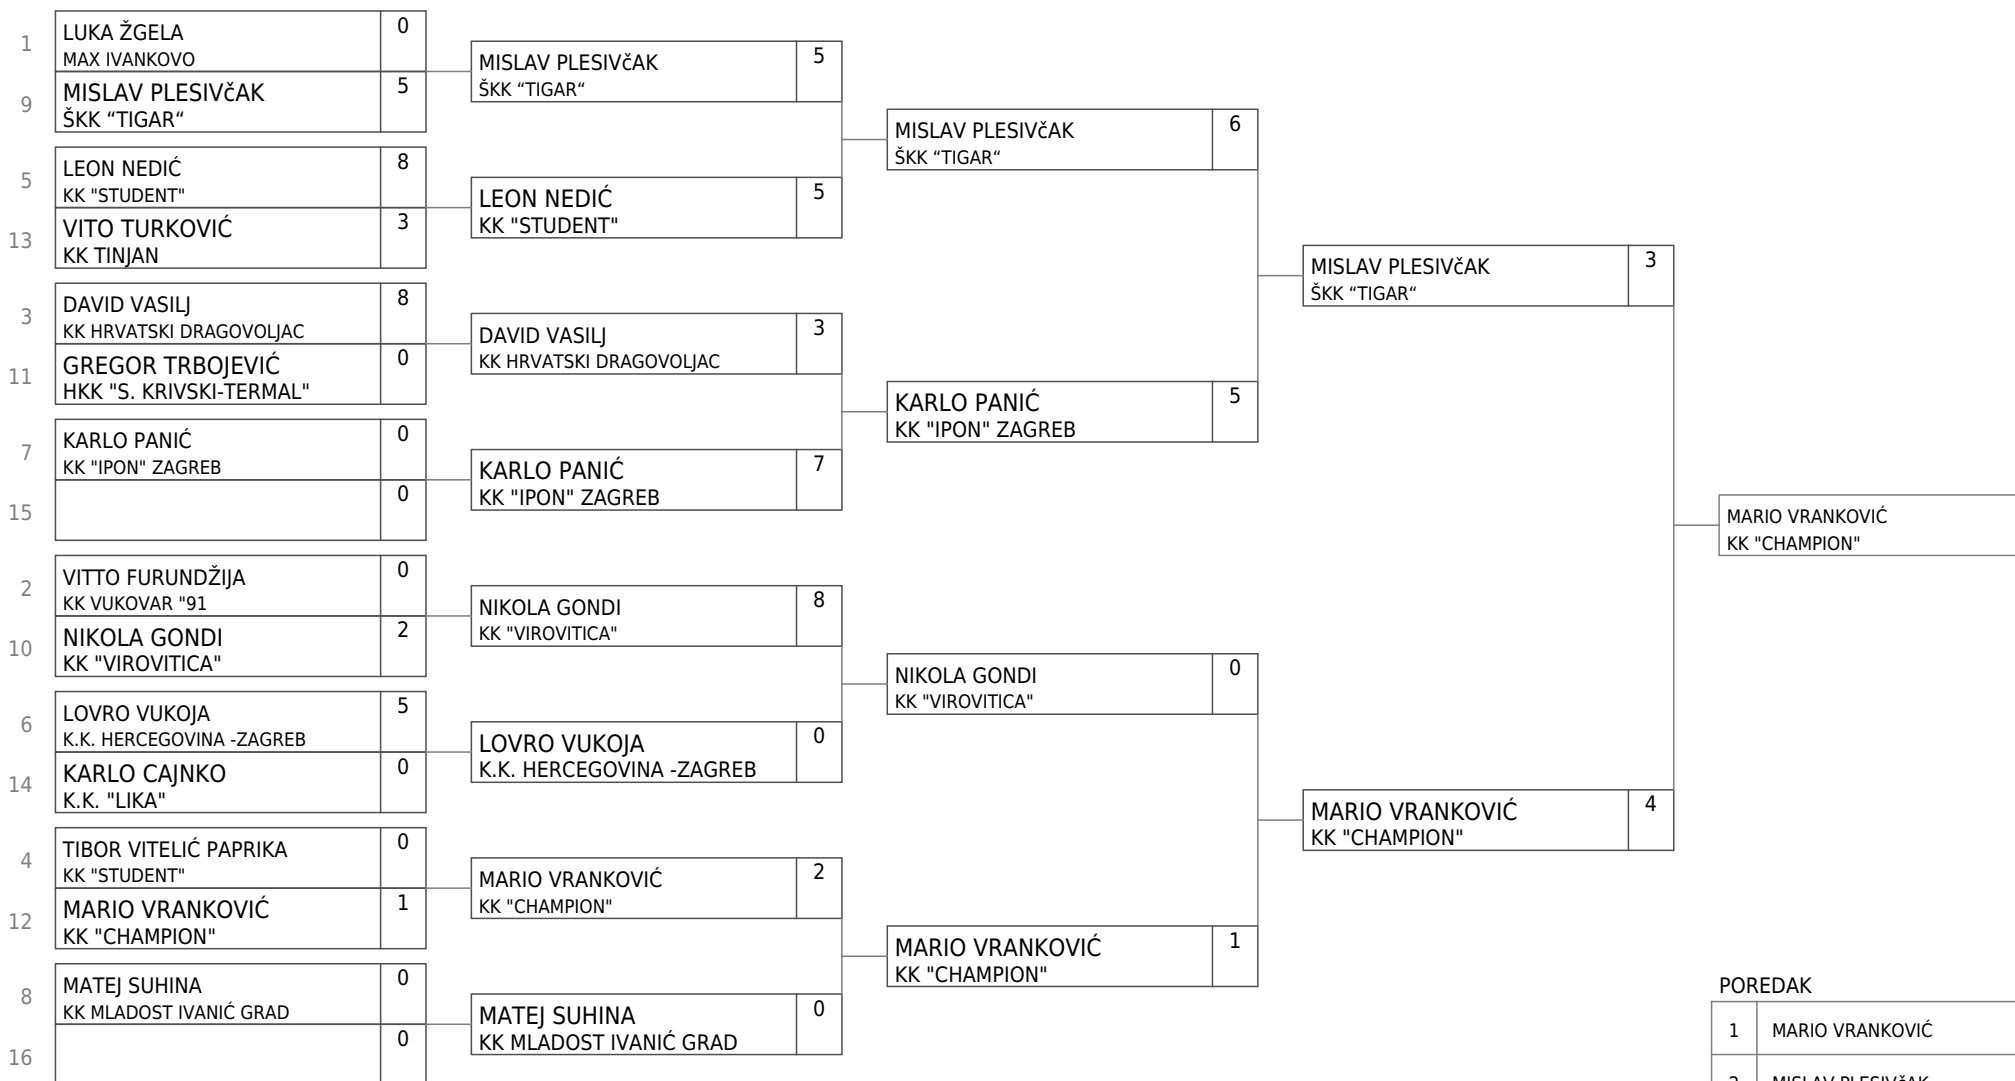 1
LUKA ŽGELA
MAX IVANKOVO
0
9
MISLAV PLESIVčAK
ŠKK “TIGAR“
5
5
LEON NEDIĆ
KK "STUDENT"
8
13
VITO TURKOVIĆ
KK TINJAN
3
3
DAVID VASILJ
KK HRVATSKI DRAGOVOLJAC
8
11
GREGOR TRBOJEVIĆ
HKK "S. KRIVSKI-TERMAL"
0
7
KARLO PANIĆ
KK "IPON" ZAGREB
0
15
0
2
VITTO FURUNDŽIJA
KK VUKOVAR "91
0
10
NIKOLA GONDI
KK "VIROVITICA"
2
6
LOVRO VUKOJA
K.K. HERCEGOVINA -ZAGREB
5
14
KARLO CAJNKO
K.K. "LIKA"
0
4
TIBOR VITELIĆ PAPRIKA
KK "STUDENT"
0
12
MARIO VRANKOVIĆ
KK "CHAMPION"
1
8
MATEJ SUHINA
KK MLADOST IVANIĆ GRAD
0
16
0
MISLAV PLESIVčAK
ŠKK “TIGAR“
5
LEON NEDIĆ
KK "STUDENT"
5
DAVID VASILJ
KK HRVATSKI DRAGOVOLJAC
3
KARLO PANIĆ
KK "IPON" ZAGREB
7
NIKOLA GONDI
KK "VIROVITICA"
8
LOVRO VUKOJA
K.K. HERCEGOVINA -ZAGREB
0
MARIO VRANKOVIĆ
KK "CHAMPION"
2
MATEJ SUHINA
KK MLADOST IVANIĆ GRAD
0
MISLAV PLESIVčAK
ŠKK “TIGAR“
6
KARLO PANIĆ
KK "IPON" ZAGREB
5
NIKOLA GONDI
KK "VIROVITICA"
0
MARIO VRANKOVIĆ
KK "CHAMPION"
1
MISLAV PLESIVčAK
ŠKK “TIGAR“
3
MARIO VRANKOVIĆ
KK "CHAMPION"
4
MARIO VRANKOVIĆ
KK "CHAMPION"
POREDAK
1 MARIO VRANKOVIĆ
2 MISLAV PLESIVčAK